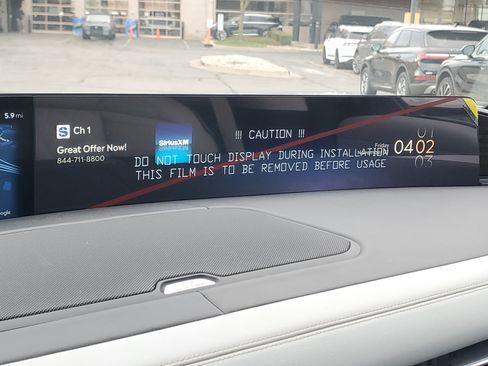 5.9 mi
Ch 1
Great Offer Now!
844-711-8800
SiriusXM
!!! CAUTION !!!
DO NOT TOUCH DISPLAY DURING INSTALLATION
THIS FILM IS TO BE REMOVED BEFORE USAGE
Friday
01
04 02
03
Google